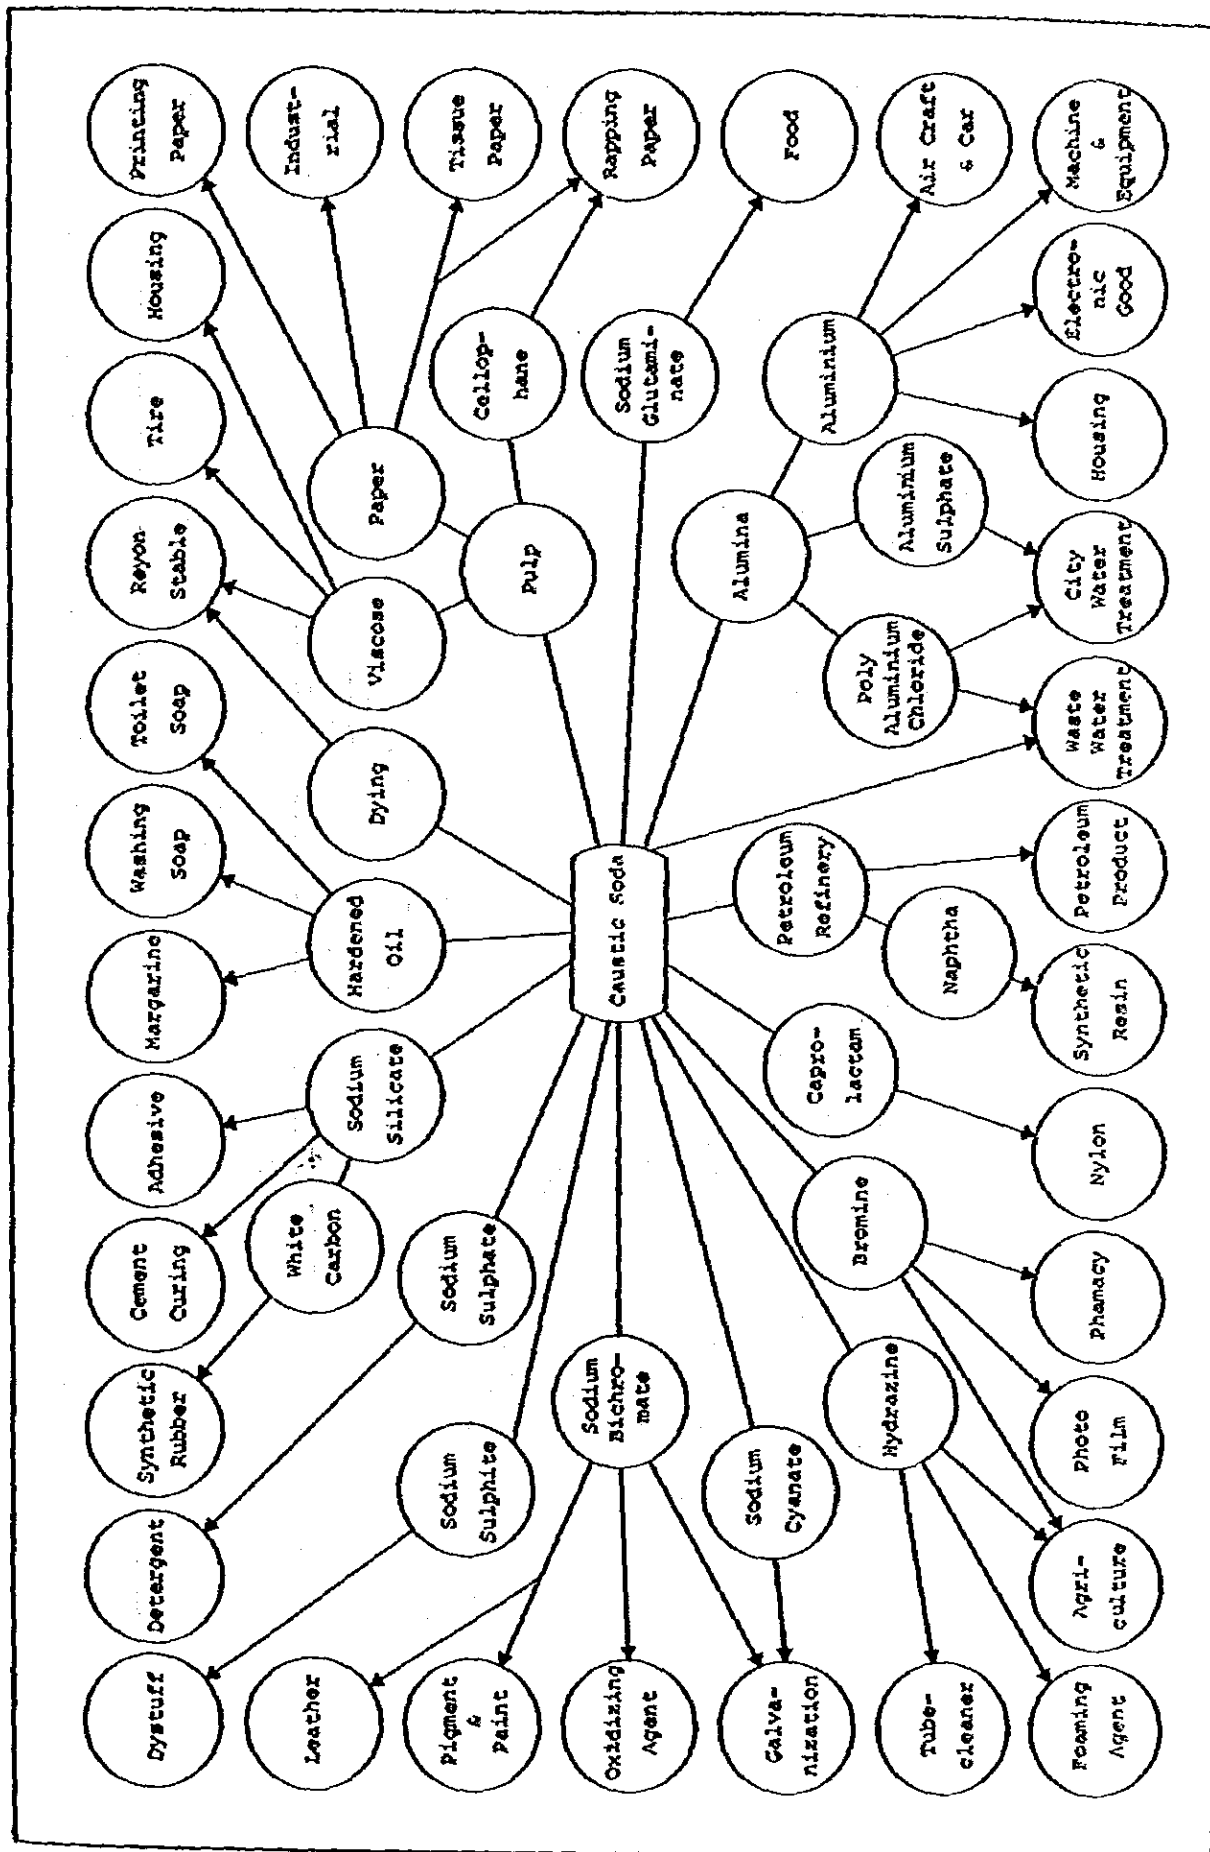 Dystuff
Detergent
Synthetic
Rubber
Cement
Curing
Adhesive
Margarine
Washing
Soap
Toilet
Soap
Reyon
Stable
Tire
Housing
Printing
Paper
Leather
White
Carbon
Sodium
Silicate
Hardened
Oil
Dying
Viscose
Paper
Indust-
rial
Pigment
&
Paint
Sodium
Sulphite
Sodium
Sulphate
Pulp
Cellop-
hane
Tissue
Paper
Oxidizing
Agent
Sodium
Bichro-
mate
Caustic Soda
Sodium
Glutami-
nate
Rapping
Paper
Galva-
nization
Sodium
Cyanate
Capro-
lactam
Petroleum
Refinery
Alumina
Aluminium
Food
Tube-
cleaner
Hydrazine
Bromine
Naphtha
Poly
Aluminium
Chloride
Aluminium
Sulphate
Air Craft
& Car
Foaming
Agent
Agri-
culture
Photo
Film
Phamacy
Nylon
Synthetic
Resin
Petroleum
Product
Waste
Water
Treatment
City
Water
Treatment
Housing
Electro-
nic
Good
Machine
&
Equipment